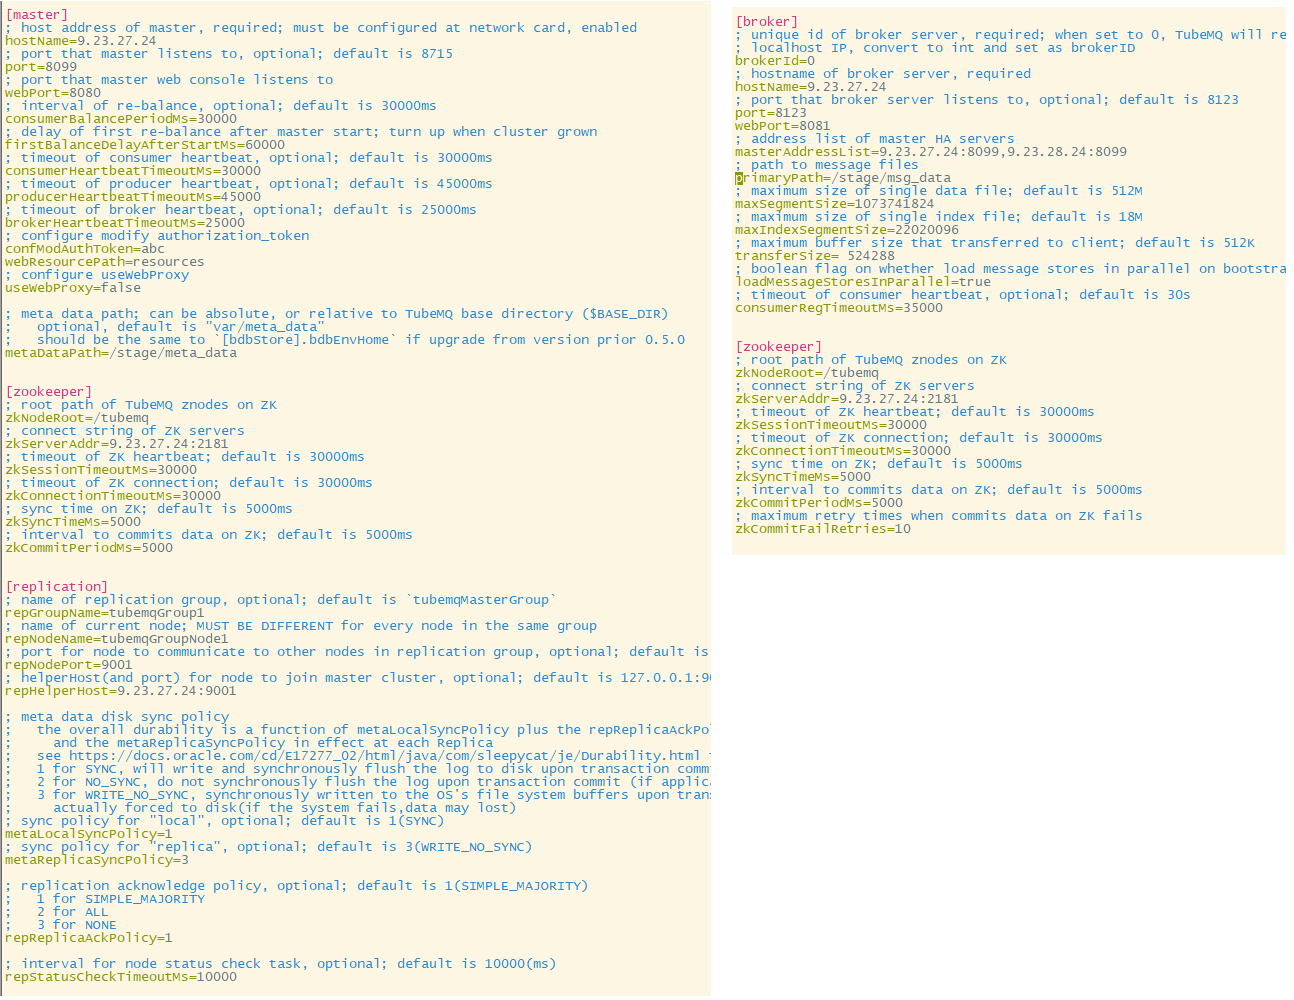 [master]
; host address of master, required; must be configured at network card, enabled
hostName=9.23.27.24
; port that master listens to, optional; default is 8715
port=8099
; port that master web console listens to
webPort=8080
; interval of re-balance, optional; default is 30000ms
consumerBalancePeriodMs=30000
; delay of first re-balance after master start; turn up when cluster grown
firstBalanceDelayAfterStartMs=60000
; timeout of consumer heartbeat, optional; default is 30000ms
consumerHeartbeatTimeoutMs=30000
; timeout of producer heartbeat, optional; default is 45000ms
producerHeartbeatTimeoutMs=45000
; timeout of broker heartbeat, optional; default is 25000ms
brokerHeartbeatTimeoutMs=25000
; configure modify authorization_token
confModAuthToken=abc
webResourcePath=resources
; configure useWebProxy
useWebProxy=false

; meta data path; can be absolute, or relative to TubeMQ base directory ($BASE_DIR)
;   optional, default is "var/meta_data"
;   should be the same to `[bdbStore].bdbEnvHome` if upgrade from version prior 0.5.0
metaDataPath=/stage/meta_data

[zookeeper]
; root path of TubeMQ znodes on ZK
zkNodeRoot=/tubemq
; connect string of ZK servers
zkServerAddr=9.23.27.24:2181
; timeout of ZK heartbeat; default is 30000ms
zkSessionTimeoutMs=30000
; timeout of ZK connection; default is 30000ms
zkConnectionTimeoutMs=30000
; sync time on ZK; default is 5000ms
zkSyncTimeMs=5000
; interval to commits data on ZK; default is 5000ms
zkCommitPeriodMs=5000

[replication]
; name of replication group, optional; default is `tubemqMasterGroup`
repGroupName=tubemqGroup1
; name of current node; MUST BE DIFFERENT for every node in the same group
repNodeName=tubemqGroupNode1
; port for node to communicate to other nodes in replication group, optional; default is
repNodePort=9001
; helperHost(and port) for node to join master cluster, optional; default is 127.0.0.1:9
repHelperHost=9.23.27.24:9001

; meta data disk sync policy
;   the overall durability is a function of metaLocalSyncPolicy plus the repReplicaAckPol
;     and the metaReplicaSyncPolicy in effect at each Replica
;   see https://docs.oracle.com/cd/E17277_02/html/java/com/sleepycat/je/Durability.html
;   1 for SYNC, will write and synchronously flush the log to disk upon transaction comm
;   2 for NO_SYNC, do not synchronously flush the log upon transaction commit (if applica
;   3 for WRITE_NO_SYNC, synchronously written to the OS's file system buffers upon trans
;     actually forced to disk(if the system fails,data may lost)
; sync policy for "local", optional; default is 1(SYNC)
metaLocalSyncPolicy=1
; sync policy for "replica", optional; default is 3(WRITE_NO_SYNC)
metaReplicaSyncPolicy=3

; replication acknowledge policy, optional; default is 1(SIMPLE_MAJORITY)
;   1 for SIMPLE_MAJORITY
;   2 for ALL
;   3 for NONE
repReplicaAckPolicy=1

; interval for node status check task, optional; default is 10000(ms)
repStatusCheckTimeoutMs=10000

[broker]
; unique id of broker server, required; when set to 0, TubeMQ will re
; localhost IP, convert to int and set as brokerID
brokerId=0
; hostname of broker server, required
hostName=9.23.27.24
; port that broker server listens to, optional; default is 8123
port=8123
webPort=8081
; address list of master HA servers
masterAddressList=9.23.27.24:8099,9.23.28.24:8099
; path to message files
primaryPath=/stage/msg_data
; maximum size of single data file; default is 512M
maxSegmentSize=1073741824
; maximum size of single index file; default is 18M
maxIndexSegmentSize=22020096
; maximum buffer size that transferred to client; default is 512K
transferSize= 524288
; boolean flag on whether load message stores in parallel on bootstra
loadMessageStoresInParallel=true
; timeout of consumer heartbeat, optional; default is 30s
consumerRegTimeoutMs=35000

[zookeeper]
; root path of TubeMQ znodes on ZK
zkNodeRoot=/tubemq
; connect string of ZK servers
zkServerAddr=9.23.27.24:2181
; timeout of ZK heartbeat; default is 30000ms
zkSessionTimeoutMs=30000
; timeout of ZK connection; default is 30000ms
zkConnectionTimeoutMs=30000
; sync time on ZK; default is 5000ms
zkSyncTimeMs=5000
; interval to commits data on ZK; default is 5000ms
zkCommitPeriodMs=5000
; maximum retry times when commits data on ZK fails
zkCommitFailRetries=10